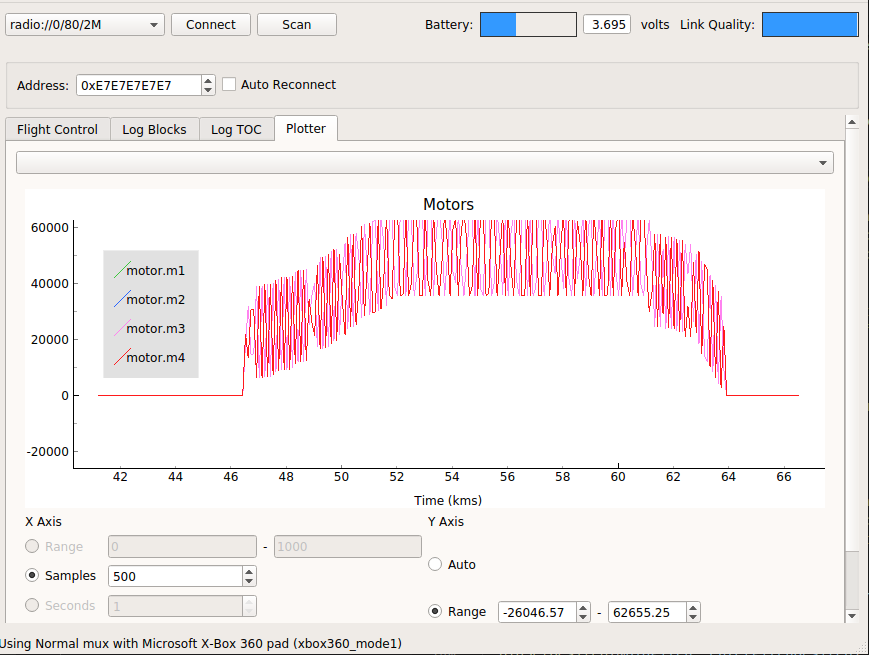 radio://0/80/2M Connect Scan Battery: 3.695 volts Link Quality:
Address: 0xE7E7E7E7E7 Auto Reconnect
Flight Control Log Blocks Log TOC Plotter
Motors
60000
40000
20000
0
-20000
motor.m1
motor.m2
motor.m3
motor.m4
42 44 46 48 50 52 54 56 58 60 62 64 66
Time (kms)
X Axis Y Axis
Range 0 - 1000
Auto
Samples 500
Seconds 1
Range -26046.57 - 62655.25
Using Normal mux with Microsoft X-Box 360 pad (xbox360_mode1)